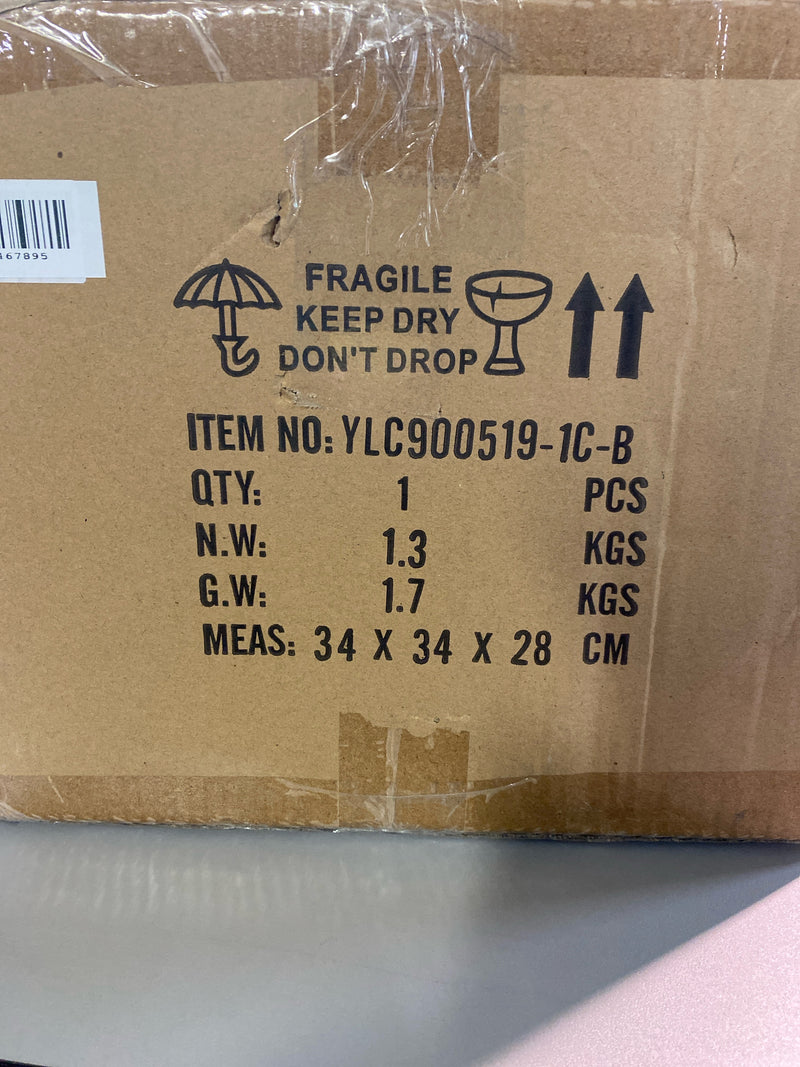 67895
FRAGILE
KEEP DRY
DON'T DROP
ITEM NO: YLC900519-1C-B
QTY: 1 PCS
N.W: 1.3 KGS
G.W: 1.7 KGS
MEAS: 34 X 34 X 28 CM